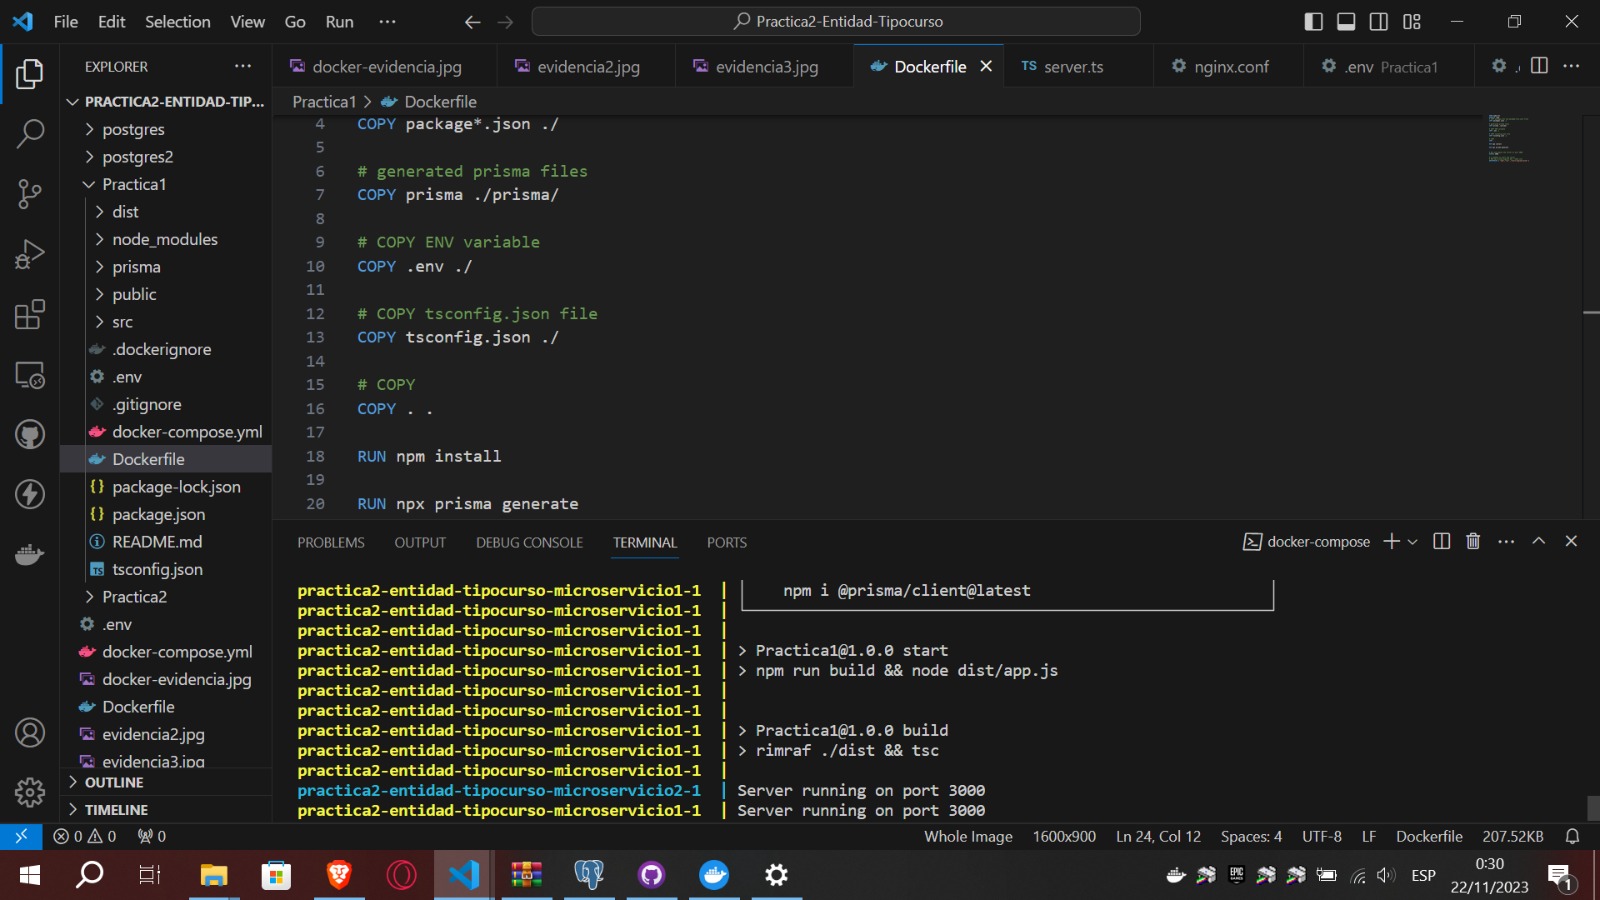 File Edit Selection View Go Run ···
Practica2-Entidad-Tipocurso
EXPLORER
PRACTICA2-ENTIDAD-TIP...
postgres
postgres2
Practica1
dist
node_modules
prisma
public
src
.dockerignore
.env
.gitignore
docker-compose.yml
Dockerfile
package-lock.json
package.json
README.md
tsconfig.json
Practica2
.env
docker-compose.yml
docker-evidencia.jpg
Dockerfile
evidencia2.jpg
evidencia3.jpg
OUTLINE
TIMELINE
docker-evidencia.jpg evidencia2.jpg evidencia3.jpg Dockerfile TS server.ts nginx.conf .env Practica1
Practica1 > Dockerfile
4 COPY package*.json ./
5
6 # generated prisma files
7 COPY prisma ./prisma/
8
9 # COPY ENV variable
10 COPY .env ./
11
12 # COPY tsconfig.json file
13 COPY tsconfig.json ./
14
15 # COPY
16 COPY . .
17
18 RUN npm install
19
20 RUN npx prisma generate
PROBLEMS OUTPUT DEBUG CONSOLE TERMINAL PORTS docker-compose
practica2-entidad-tipocurso-microservicio1-1 | npm i @prisma/client@latest
practica2-entidad-tipocurso-microservicio1-1 |
practica2-entidad-tipocurso-microservicio1-1 |
practica2-entidad-tipocurso-microservicio1-1 | > Practica1@1.0.0 start
practica2-entidad-tipocurso-microservicio1-1 | > npm run build && node dist/app.js
practica2-entidad-tipocurso-microservicio1-1 |
practica2-entidad-tipocurso-microservicio1-1 |
practica2-entidad-tipocurso-microservicio1-1 | > Practica1@1.0.0 build
practica2-entidad-tipocurso-microservicio1-1 | > rimraf ./dist && tsc
practica2-entidad-tipocurso-microservicio1-1 |
practica2-entidad-tipocurso-microservicio2-1 | Server running on port 3000
practica2-entidad-tipocurso-microservicio1-1 | Server running on port 3000
0 0 0 Whole Image 1600x900 Ln 24, Col 12 Spaces: 4 UTF-8 LF Dockerfile 207.52KB
ESP
0:30
22/11/2023
1